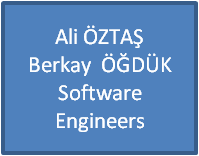 Ali ÖZTAŞ
Berkay ÖĞDÜK
Software
Engineers